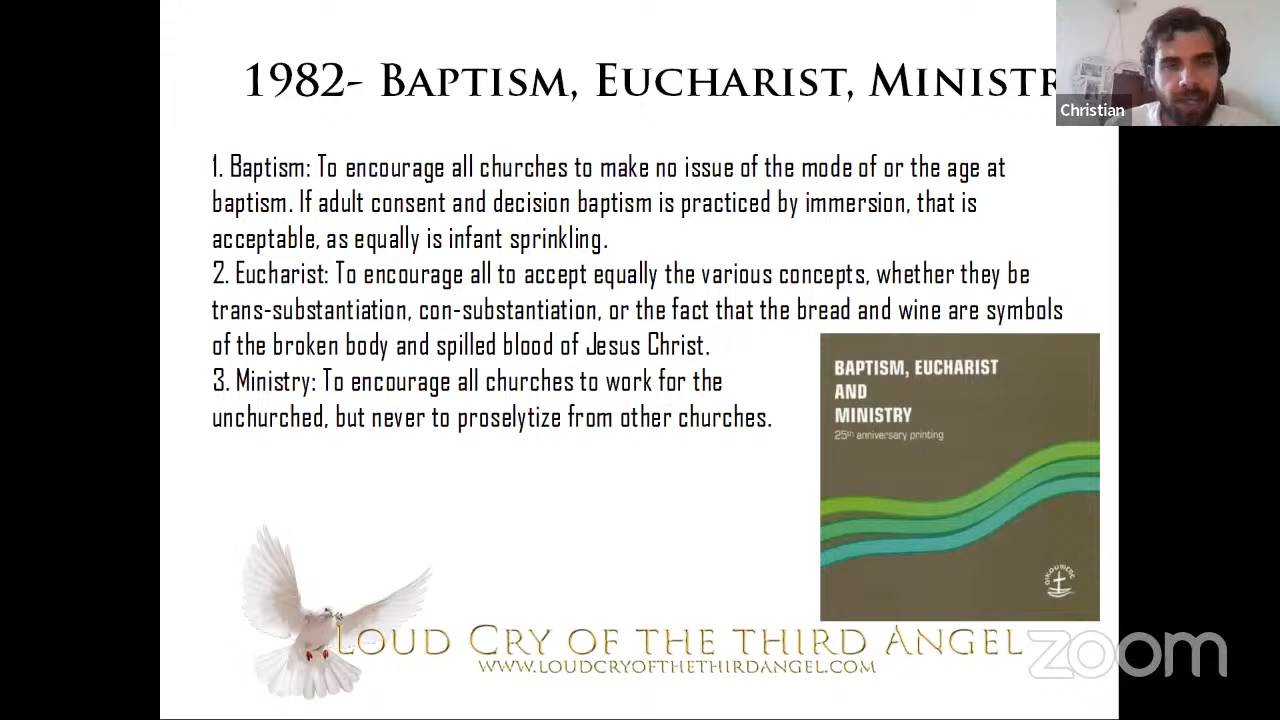 1982- Baptism, Eucharist, Ministr
Christian
1. Baptism: To encourage all churches to make no issue of the mode of or the age at
baptism. If adult consent and decision baptism is practiced by immersion, that is
acceptable, as equally is infant sprinkling.
2. Eucharist: To encourage all to accept equally the various concepts, whether they be
trans-substantiation, con-substantiation, or the fact that the bread and wine are symbols
of the broken body and spilled blood of Jesus Christ.
3. Ministry: To encourage all churches to work for the
unchurched, but never to proselytize from other churches.
BAPTISM, EUCHARIST
AND
MINISTRY
25th anniversary printing
OIKOUMENE
Loud Cry of the third Angel
www.loudcryofthethirdangel.com
zoom